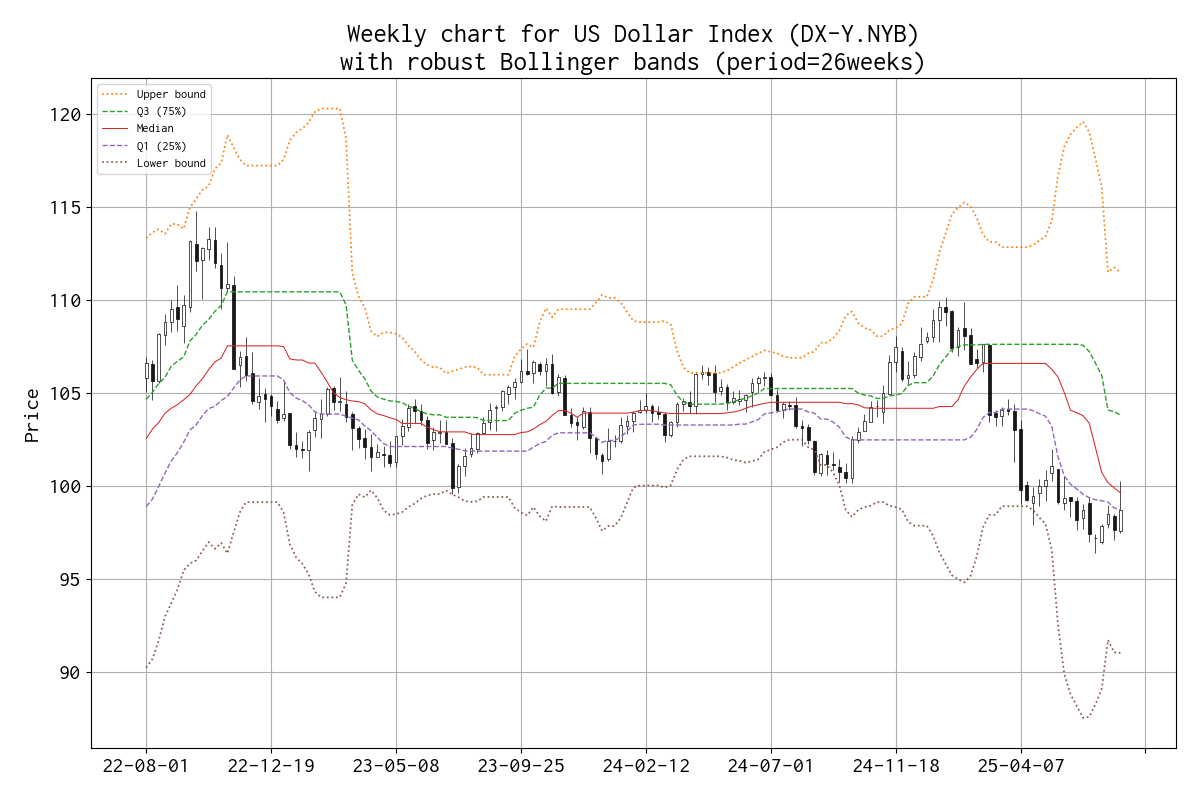 Weekly chart for US Dollar Index (DX-Y.NYB)
with robust Bollinger bands (period=26weeks)
Upper bound
Q3 (75%)
Median
Q1 (25%)
Lower bound
Price
120
115
110
105
100
95
90
22-08-01
22-12-19
23-05-08
23-09-25
24-02-12
24-07-01
24-11-18
25-04-07